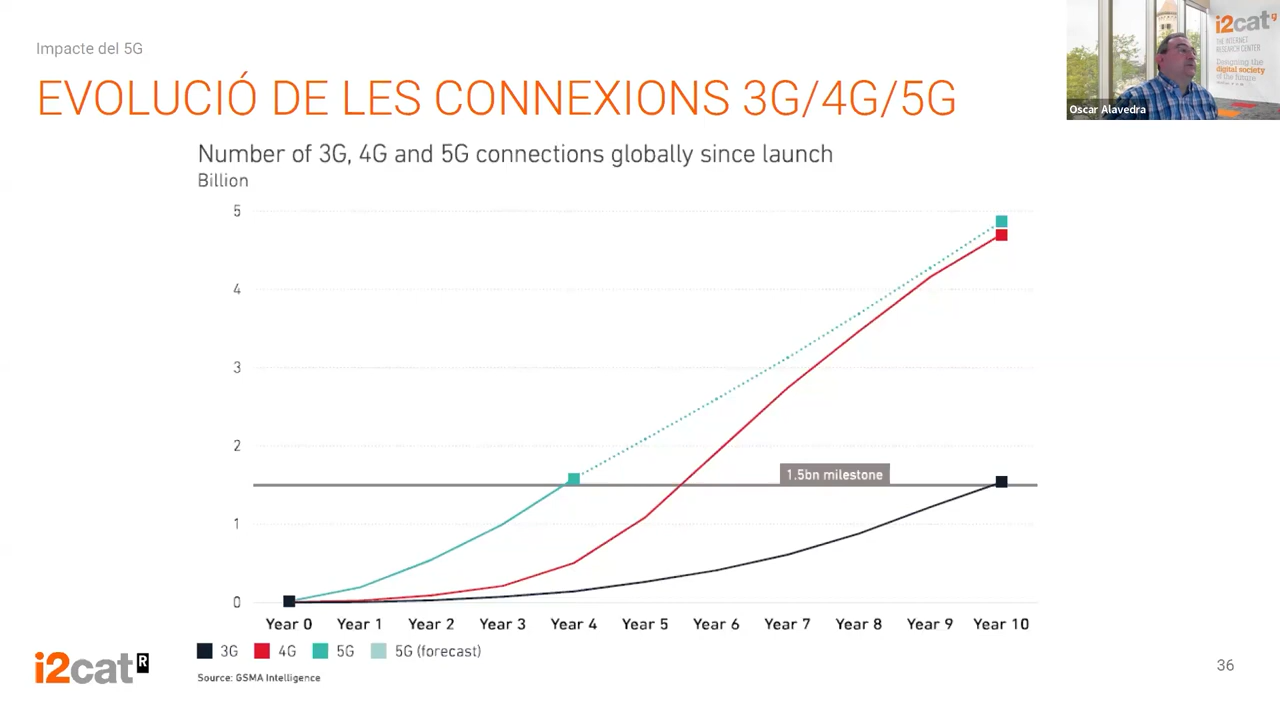 Impacte del 5G
EVOLUCIÓ DE LES CONNEXIONS 3G/4G/5G
Number of 3G, 4G and 5G connections globally since launch
Billion
5
4
3
2
1
0
1.5bn milestone
Year 0 Year 1 Year 2 Year 3 Year 4 Year 5 Year 6 Year 7 Year 8 Year 9 Year 10
3G 4G 5G 5G (forecast)
Source: GSMA Intelligence
i2cat R
36
i2cat
THE INTERNET
RESEARCH CENTER
Designing the
digital society
of the future
Oscar Alavedra